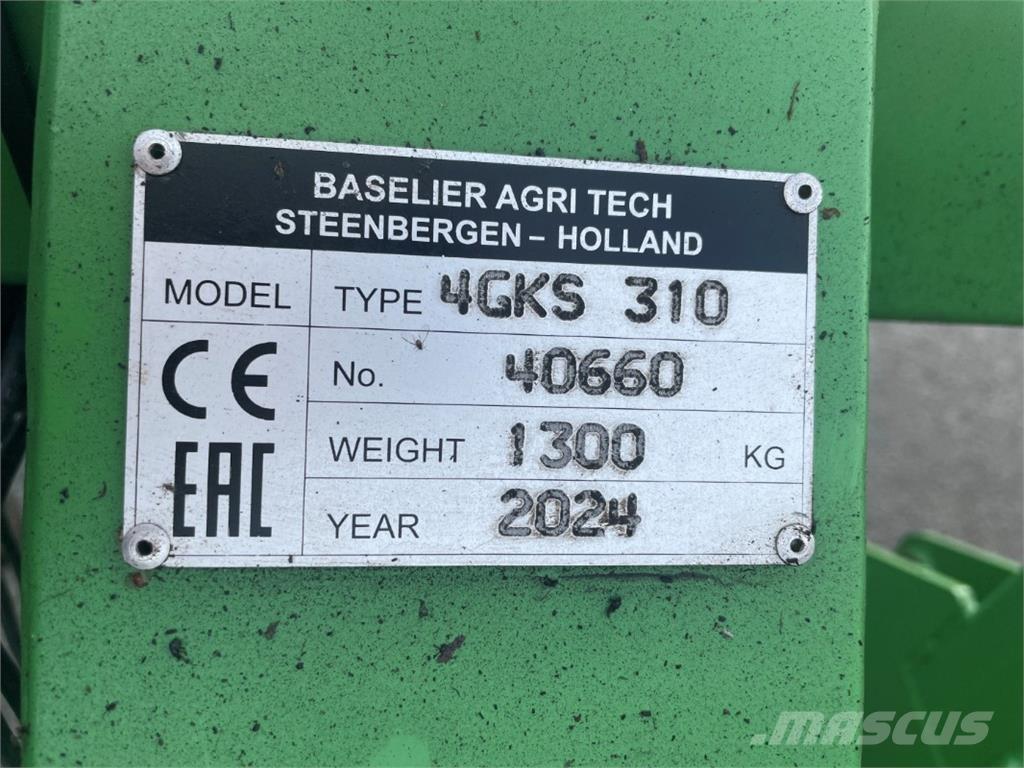 BASELIER AGRI TECH
STEENBERGEN – HOLLAND
MODEL TYPE 4GKS 310
CE No. 40660
EAC WEIGHT 1300 KG
YEAR 2024
MASCUS